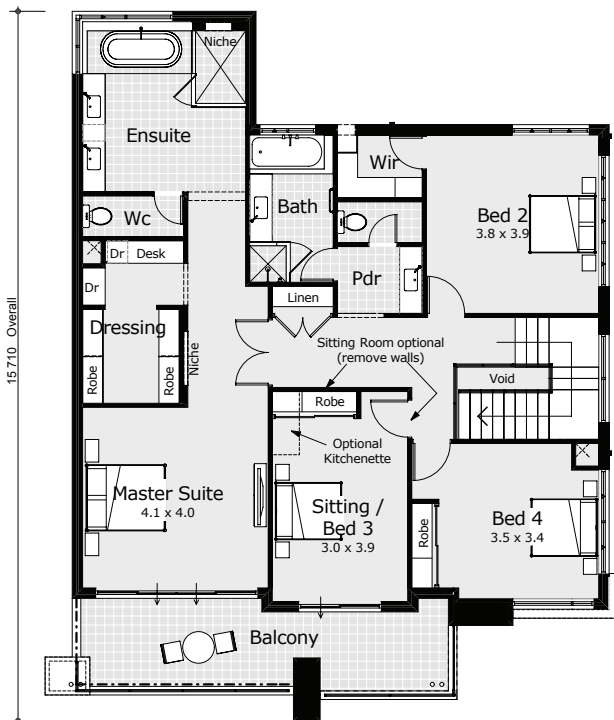 Niche
Ensuite
Wir
Bath
Wc
Bed 2
3.8 x 3.9
Dr
Desk
Pdr
Dr
Linen
Dressing
Sitting Room optional
(remove walls)
Niche
Void
Robe
Robe
Robe
Optional
Kitchenette
Master Suite
4.1 x 4.0
Sitting /
Bed 3
3.0 x 3.9
Bed 4
3.5 x 3.4
Robe
Balcony
15 710 Overall